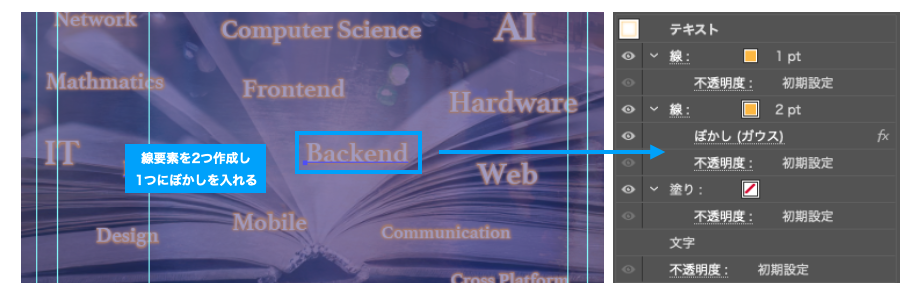 Network
Computer Science
AI
Mathmatics
Frontend
Hardware
IT
線要素を2つ作成し
1つにぼかしを入れる
Backend
Web
Mobile
Design
Communication
Cross Platform
テキスト
線： 1 pt
不透明度： 初期設定
線： 2 pt
ぼかし (ガウス) fx
不透明度： 初期設定
塗り：
不透明度： 初期設定
文字
不透明度： 初期設定